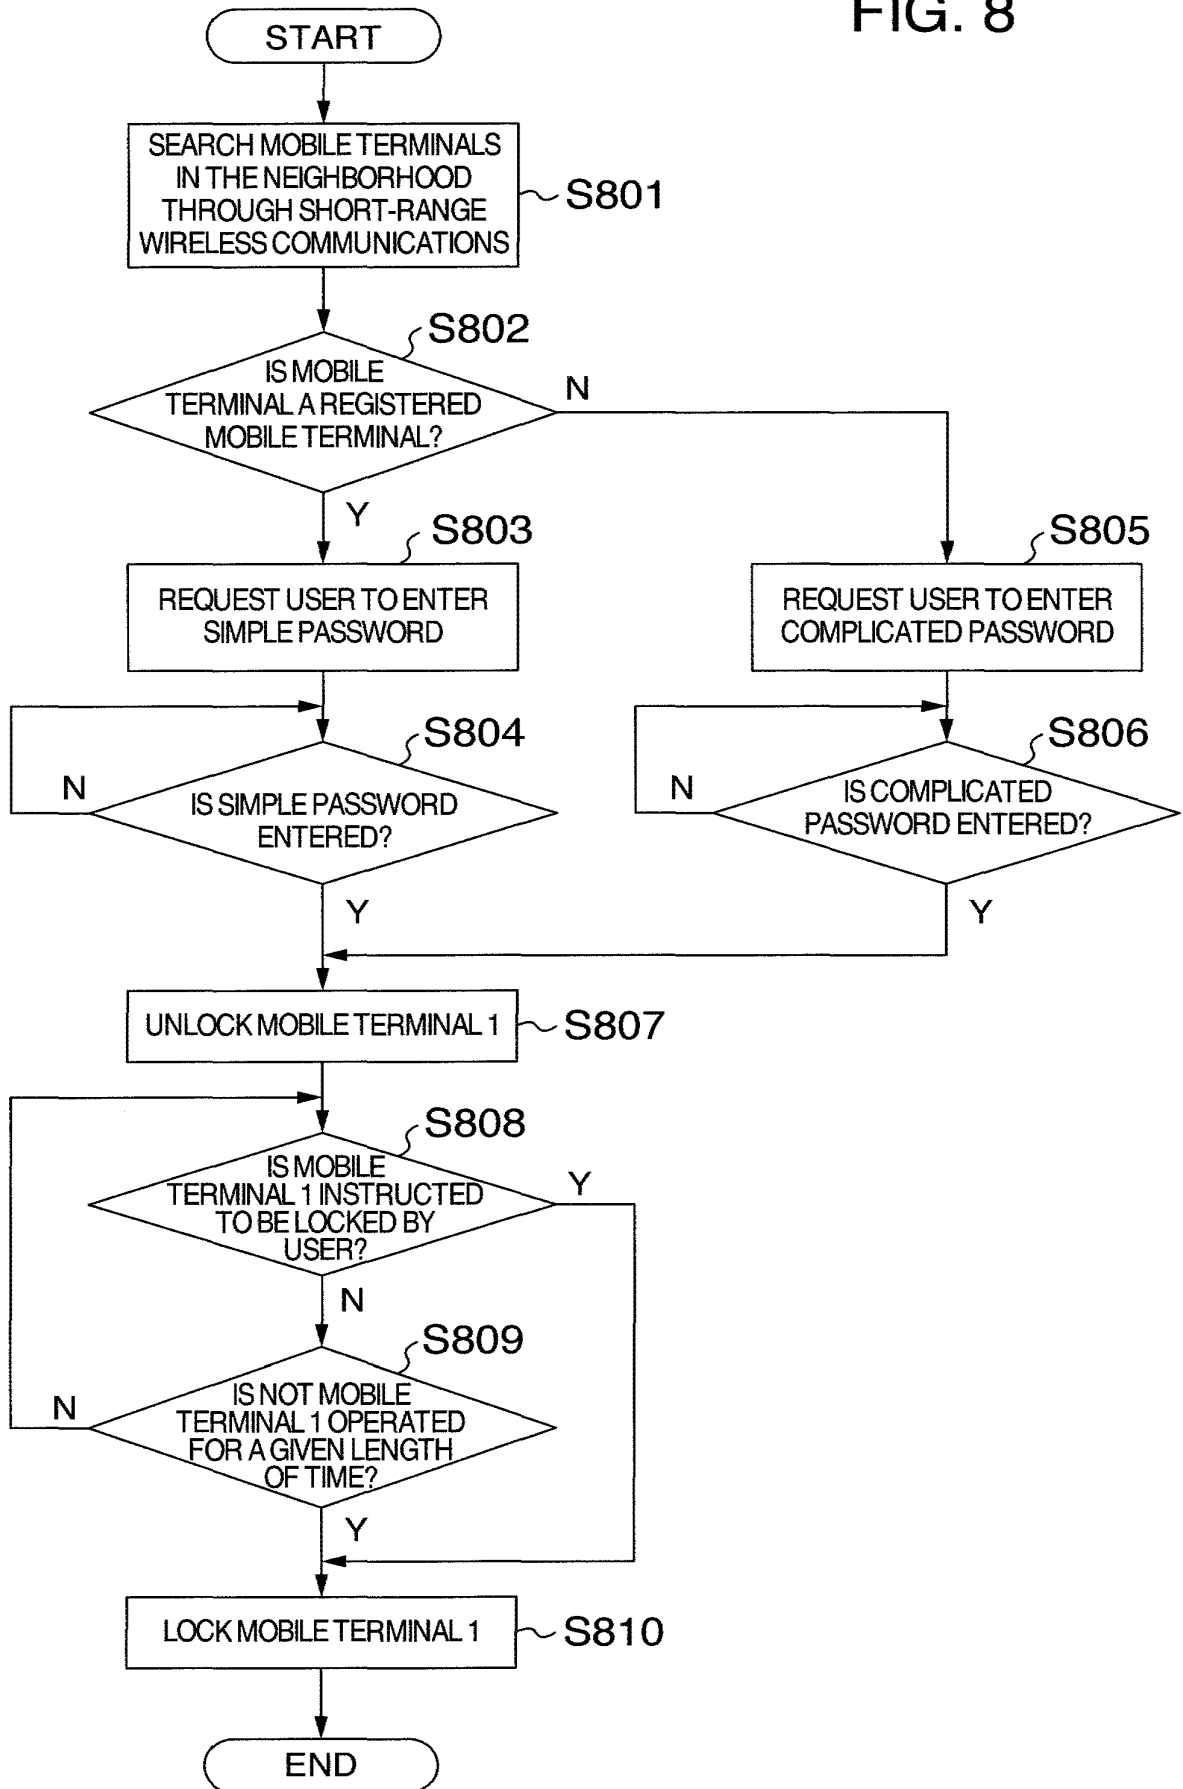 FIG. 8
START
SEARCH MOBILE TERMINALS
IN THE NEIGHBORHOOD
THROUGH SHORT-RANGE
WIRELESS COMMUNICATIONS
S801
S802
IS MOBILE
TERMINAL A REGISTERED
MOBILE TERMINAL?
N
Y
S803
REQUEST USER TO ENTER
SIMPLE PASSWORD
S805
REQUEST USER TO ENTER
COMPLICATED PASSWORD
S804
IS SIMPLE PASSWORD
ENTERED?
N
Y
S806
IS COMPLICATED
PASSWORD ENTERED?
N
Y
UNLOCK MOBILE TERMINAL 1
S807
S808
IS MOBILE
TERMINAL 1 INSTRUCTED
TO BE LOCKED BY
USER?
Y
N
S809
IS NOT MOBILE
TERMINAL 1 OPERATED
FOR A GIVEN LENGTH
OF TIME?
N
Y
LOCK MOBILE TERMINAL 1
S810
END